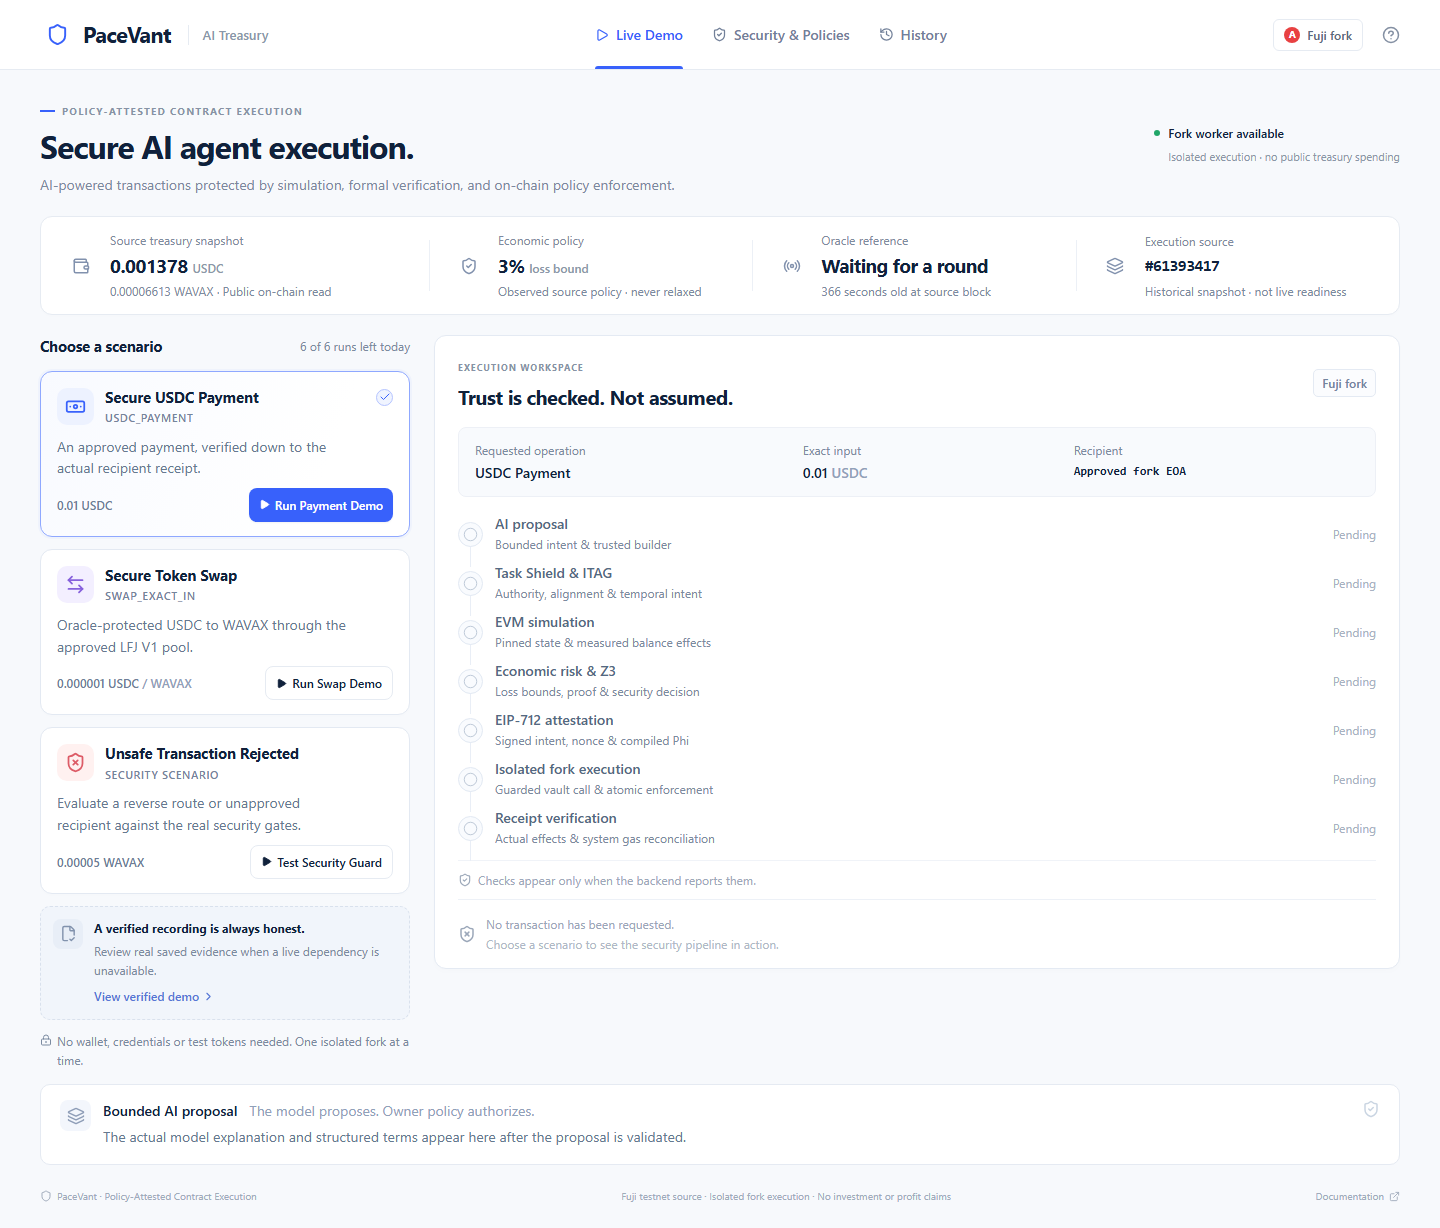 PaceVant
AI Treasury
Live Demo
Security & Policies
History
A
Fuji fork
POLICY-ATTESTED CONTRACT EXECUTION
Secure AI agent execution.
AI-powered transactions protected by simulation, formal verification, and on-chain policy enforcement.
Fork worker available
Isolated execution · no public treasury spending
Source treasury snapshot
0.001378 USDC
0.00006613 WAVAX · Public on-chain read
Economic policy
3% loss bound
Observed source policy · never relaxed
Oracle reference
Waiting for a round
366 seconds old at source block
Execution source
#61393417
Historical snapshot · not live readiness
Choose a scenario
6 of 6 runs left today
Secure USDC Payment
USDC_PAYMENT
An approved payment, verified down to the
actual recipient receipt.
0.01 USDC
Run Payment Demo
Secure Token Swap
SWAP_EXACT_IN
Oracle-protected USDC to WAVAX through the
approved LFJ V1 pool.
0.000001 USDC / WAVAX
Run Swap Demo
Unsafe Transaction Rejected
SECURITY SCENARIO
Evaluate a reverse route or unapproved
recipient against the real security gates.
0.00005 WAVAX
Test Security Guard
A verified recording is always honest.
Review real saved evidence when a live dependency is
unavailable.
View verified demo
No wallet, credentials or test tokens needed. One isolated fork at a
time.
EXECUTION WORKSPACE
Trust is checked. Not assumed.
Fuji fork
Requested operation
USDC Payment
Exact input
0.01 USDC
Recipient
Approved fork EOA
AI proposal
Bounded intent & trusted builder
Pending
Task Shield & ITAG
Authority, alignment & temporal intent
Pending
EVM simulation
Pinned state & measured balance effects
Pending
Economic risk & Z3
Loss bounds, proof & security decision
Pending
EIP-712 attestation
Signed intent, nonce & compiled Phi
Pending
Isolated fork execution
Guarded vault call & atomic enforcement
Pending
Receipt verification
Actual effects & system gas reconciliation
Pending
Checks appear only when the backend reports them.
No transaction has been requested.
Choose a scenario to see the security pipeline in action.
Bounded AI proposal The model proposes. Owner policy authorizes.
The actual model explanation and structured terms appear here after the proposal is validated.
PaceVant · Policy-Attested Contract Execution
Fuji testnet source · Isolated fork execution · No investment or profit claims
Documentation